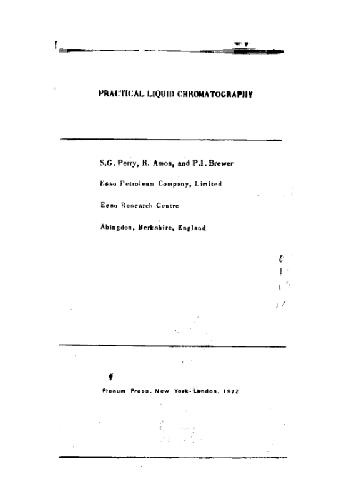 PRACTICAL LIQUID CHROMATOGRAPHY
S.G. Perry, R. Amos, and P.I. Brewer
Esso Petroleum Company, Limited
Esso Research Centre
Abingdon, Berkshire, England
Plenum Press. New York-London, 1972